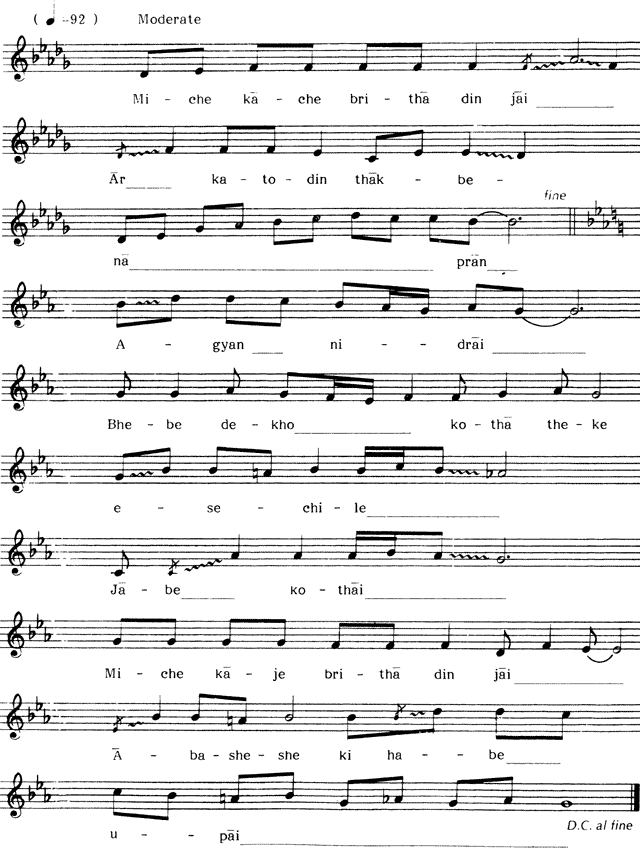 ( ♩ -92 ) Moderate
Mi - che kā - che bri - thā din jāi
Ār ka - to - din thāk - be -
fine
nā prān
A - gyan ni - drāi
Bhe - be de - kho ko - thā the - ke
e - se - chi - le
Jā - be ko - thāi
Mi - che kā - je bri - thā din jāi
Ā - ba - she - she ki ha - be
u - pāi
D.C. al fine